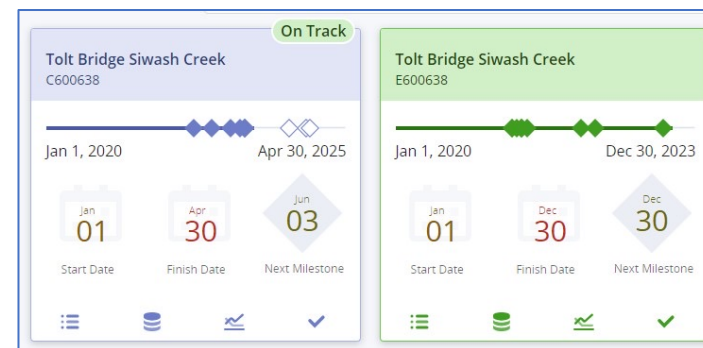 On Track
Tolt Bridge Siwash Creek
C600638
Jan 1, 2020 Apr 30, 2025
Jan Apr Jun
01 30 03
Start Date Finish Date Next Milestone
Tolt Bridge Siwash Creek
E600638
Jan 1, 2020 Dec 30, 2023
Jan Dec Dec
01 30 30
Start Date Finish Date Next Milestone